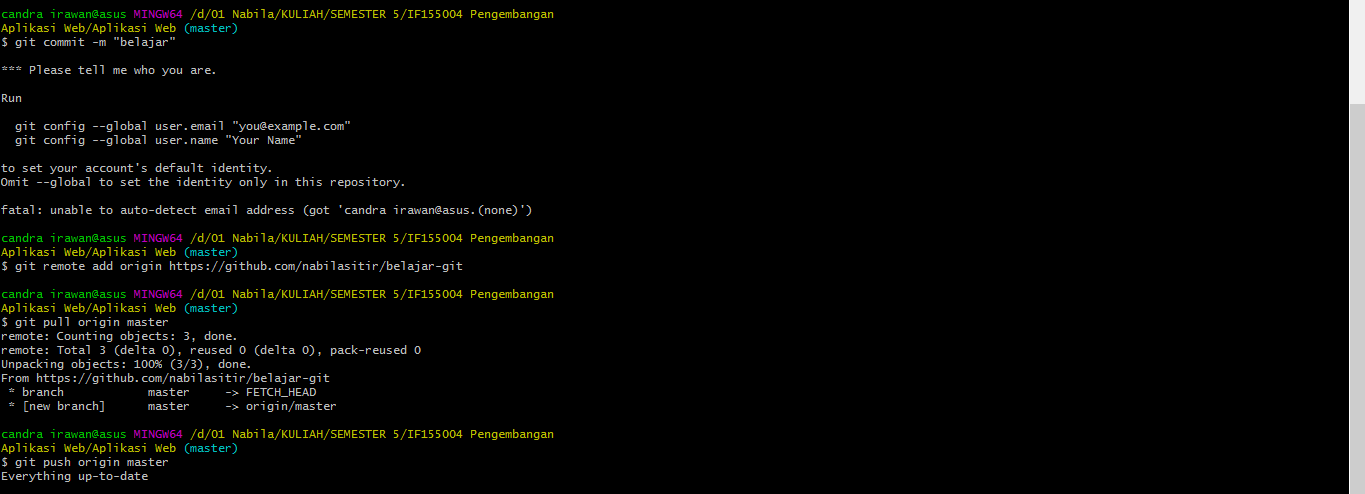 candra irawan@asus MINGW64 /d/01 Nabila/KULIAH/SEMESTER 5/IF155004 Pengembangan
Aplikasi Web/Aplikasi Web (master)
$ git commit -m "belajar"
*** Please tell me who you are.
Run
git config --global user.email "you@example.com"
git config --global user.name "Your Name"
to set your account's default identity.
Omit --global to set the identity only in this repository.
fatal: unable to auto-detect email address (got 'candra irawan@asus.(none)')
candra irawan@asus MINGW64 /d/01 Nabila/KULIAH/SEMESTER 5/IF155004 Pengembangan
Aplikasi Web/Aplikasi Web (master)
$ git remote add origin https://github.com/nabilasitir/belajar-git
candra irawan@asus MINGW64 /d/01 Nabila/KULIAH/SEMESTER 5/IF155004 Pengembangan
Aplikasi Web/Aplikasi Web (master)
$ git pull origin master
remote: Counting objects: 3, done.
remote: Total 3 (delta 0), reused 0 (delta 0), pack-reused 0
Unpacking objects: 100% (3/3), done.
From https://github.com/nabilasitir/belajar-git
* branch            master     -> FETCH_HEAD
* [new branch]      master     -> origin/master
candra irawan@asus MINGW64 /d/01 Nabila/KULIAH/SEMESTER 5/IF155004 Pengembangan
Aplikasi Web/Aplikasi Web (master)
$ git push origin master
Everything up-to-date